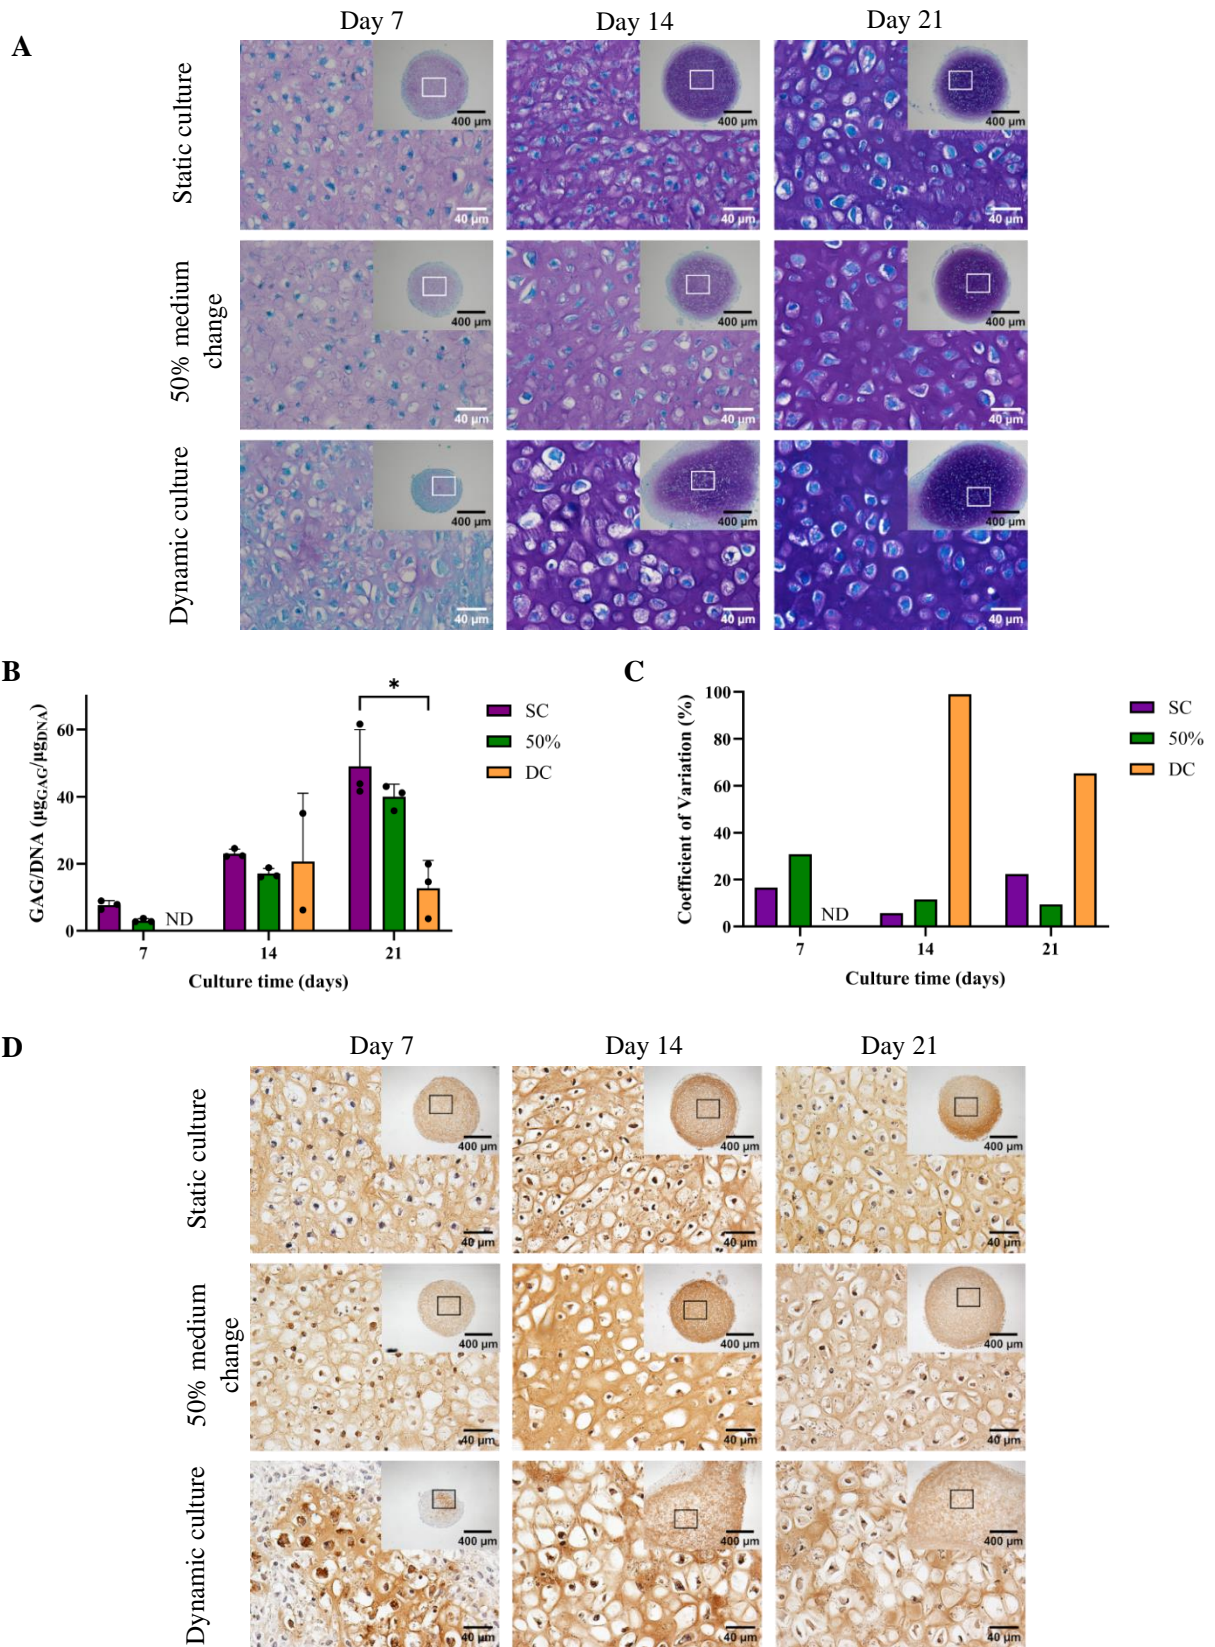 A
Day 7
Day 14
Day 21
Static culture
400 µm
40 µm
400 µm
40 µm
400 µm
40 µm
50% medium
change
400 µm
40 µm
400 µm
40 µm
400 µm
40 µm
Dynamic culture
400 µm
40 µm
400 µm
40 µm
400 µm
40 µm
B
GAG/DNA (µgGAG/µgDNA)
60
40
20
0
ND
*
7
14
21
Culture time (days)
SC
50%
DC
C
Coefficient of Variation (%)
100
80
60
40
20
0
ND
7
14
21
Culture time (days)
SC
50%
DC
D
Day 7
Day 14
Day 21
Static culture
400 µm
40 µm
400 µm
40 µm
400 µm
40 µm
50% medium
change
400 µm
40 µm
400 µm
40 µm
400 µm
40 µm
Dynamic culture
400 µm
40 µm
400 µm
40 µm
400 µm
40 µm